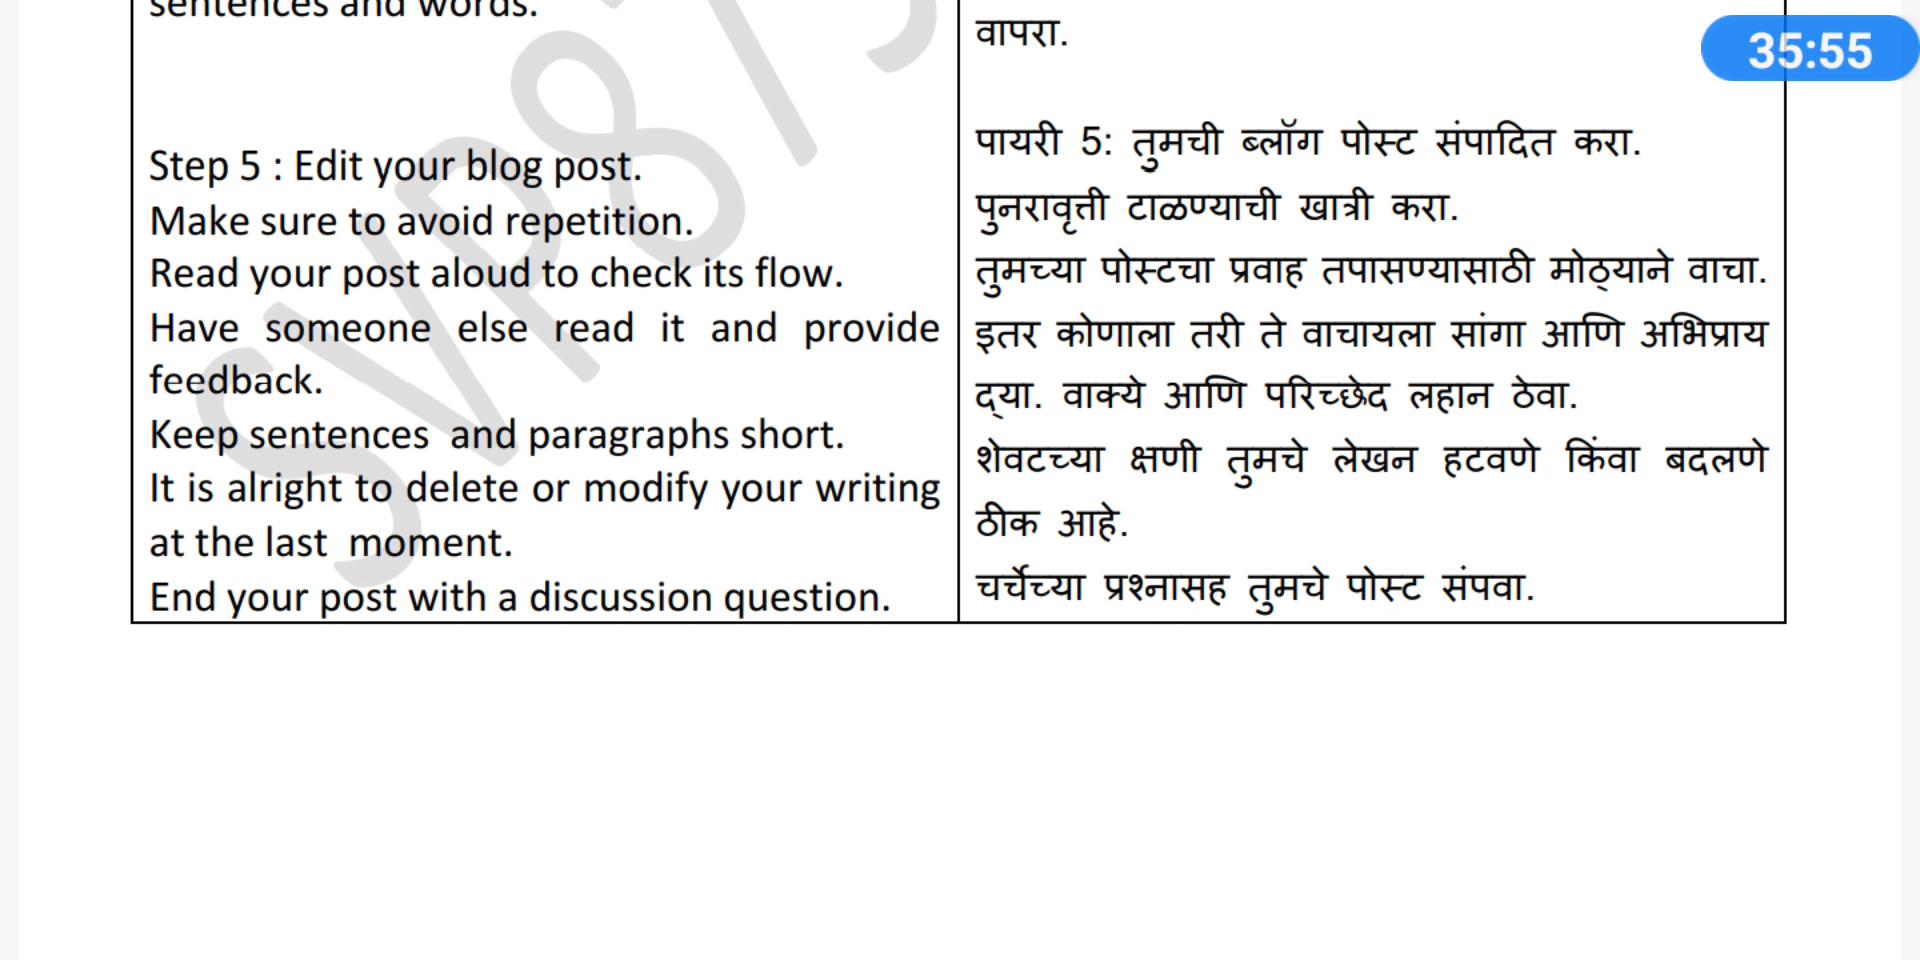 sentences and words.
Step 5 : Edit your blog post.
Make sure to avoid repetition.
Read your post aloud to check its flow.
Have someone else read it and provide
feedback.
Keep sentences and paragraphs short.
It is alright to delete or modify your writing
at the last moment.
End your post with a discussion question.
वापरा.
पायरी 5: तुमची ब्लॉग पोस्ट संपादित करा.
पुनरावृत्ती टाळण्याची खात्री करा.
तुमच्या पोस्टचा प्रवाह तपासण्यासाठी मोठ्याने वाचा.
इतर कोणाला तरी ते वाचायला सांगा आणि अभिप्राय
द्या. वाक्ये आणि परिच्छेद लहान ठेवा.
शेवटच्या क्षणी तुमचे लेखन हटवणे किंवा बदलणे
ठीक आहे.
चर्चेच्या प्रश्नासह तुमचे पोस्ट संपवा.
35:55